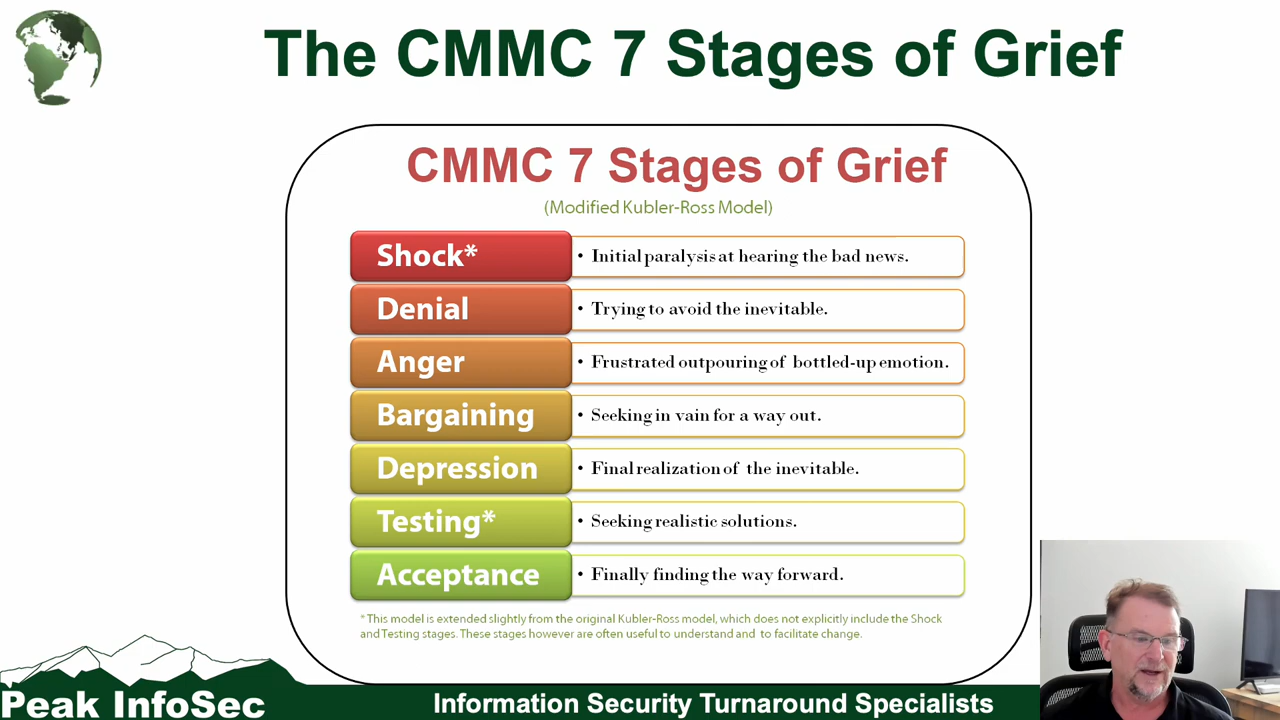 The CMMC 7 Stages of Grief
CMMC 7 Stages of Grief
(Modified Kubler-Ross Model)
Shock*
• Initial paralysis at hearing the bad news.
Denial
• Trying to avoid the inevitable.
Anger
• Frustrated outpouring of bottled-up emotion.
Bargaining
• Seeking in vain for a way out.
Depression
• Final realization of the inevitable.
Testing*
• Seeking realistic solutions.
Acceptance
• Finally finding the way forward.
* This model is extended slightly from the original Kubler-Ross model, which does not explicitly include the Shock
and Testing stages. These stages however are often useful to understand and to facilitate change.
Peak InfoSec
Information Security Turnaround Specialists